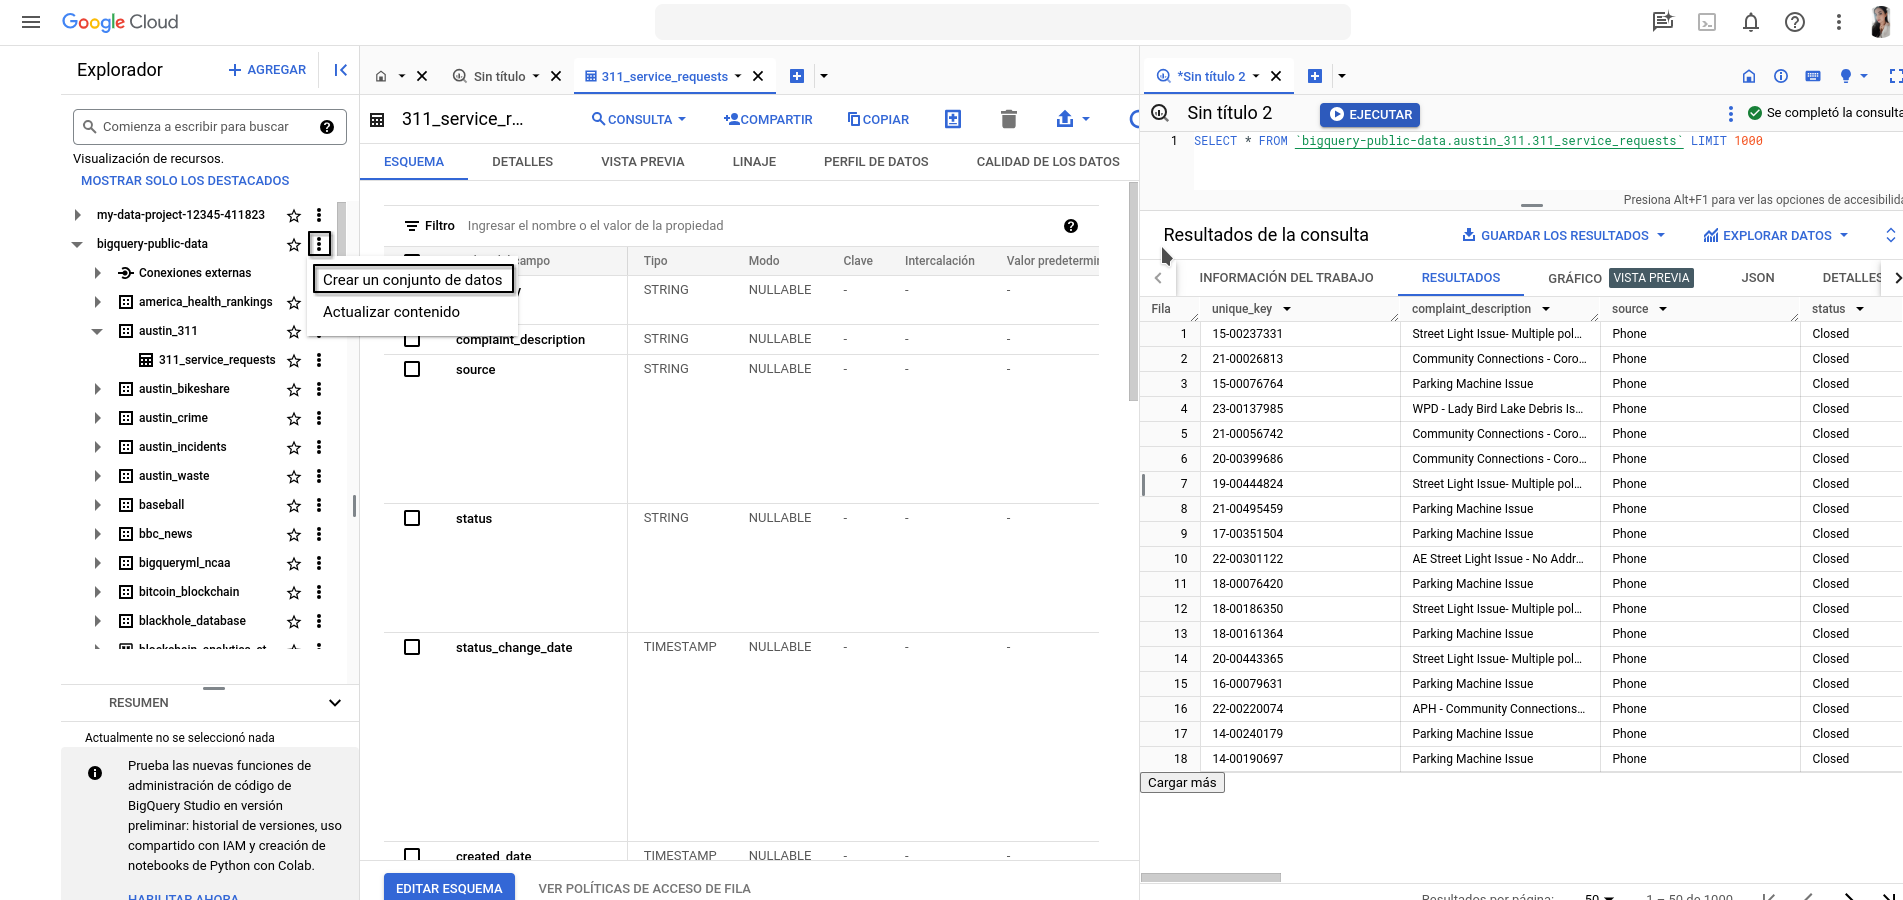 Google Cloud
Explorador
AGREGAR
Comienza a escribir para buscar
Visualización de recursos.
MOSTRAR SOLO LOS DESTACADOS
my-data-project-12345-411823
bigquery-public-data
Conexiones externas
america_health_rankings
austin_311
311_service_requests
austin_bikeshare
austin_crime
austin_incidents
austin_waste
baseball
bbc_news
bigqueryml_ncaa
bitcoin_blockchain
blackhole_database
Crear un conjunto de datos
Actualizar contenido
RESUMEN
Actualmente no se seleccionó nada
Prueba las nuevas funciones de
administración de código de
BigQuery Studio en versión
preliminar: historial de versiones, uso
compartido con IAM y creación de
notebooks de Python con Colab.
HABILITAR AHORA
Sin título
311_service_requests
311_service_r...
CONSULTA
COMPARTIR
COPIAR
ESQUEMA DETALLES VISTA PREVIA LINAJE PERFIL DE DATOS CALIDAD DE LOS DATOS
Filtro Ingresar el nombre o el valor de la propiedad
campo Tipo Modo Clave Intercalación Valor predetermin
y STRING NULLABLE - - -
complaint_description STRING NULLABLE - - -
source STRING NULLABLE - - -
status STRING NULLABLE - - -
status_change_date TIMESTAMP NULLABLE - - -
created_date TIMESTAMP NULLABLE - - -
EDITAR ESQUEMA VER POLÍTICAS DE ACCESO DE FILA
*Sin título 2
Sin título 2
EJECUTAR
Se completó la consulta
1 SELECT * FROM `bigquery-public-data.austin_311.311_service_requests` LIMIT 1000
Presiona Alt+F1 para ver las opciones de accesibilida
Resultados de la consulta
GUARDAR LOS RESULTADOS
EXPLORAR DATOS
INFORMACIÓN DEL TRABAJO RESULTADOS GRÁFICO VISTA PREVIA JSON DETALLES
Fila unique_key complaint_description source status
1 15-00237331 Street Light Issue- Multiple pol... Phone Closed
2 21-00026813 Community Connections - Coro... Phone Closed
3 15-00076764 Parking Machine Issue Phone Closed
4 23-00137985 WPD - Lady Bird Lake Debris Is... Phone Closed
5 21-00056742 Community Connections - Coro... Phone Closed
6 20-00399686 Community Connections - Coro... Phone Closed
7 19-00444824 Street Light Issue- Multiple pol... Phone Closed
8 21-00495459 Parking Machine Issue Phone Closed
9 17-00351504 Parking Machine Issue Phone Closed
10 22-00301122 AE Street Light Issue - No Addr... Phone Closed
11 18-00076420 Parking Machine Issue Phone Closed
12 18-00186350 Street Light Issue- Multiple pol... Phone Closed
13 18-00161364 Parking Machine Issue Phone Closed
14 20-00443365 Street Light Issue- Multiple pol... Phone Closed
15 16-00079631 Parking Machine Issue Phone Closed
16 22-00220074 APH - Community Connections... Phone Closed
17 14-00240179 Parking Machine Issue Phone Closed
18 14-00190697 Parking Machine Issue Phone Closed
Cargar más
Resultados por página: 50 1 – 50 de 1000